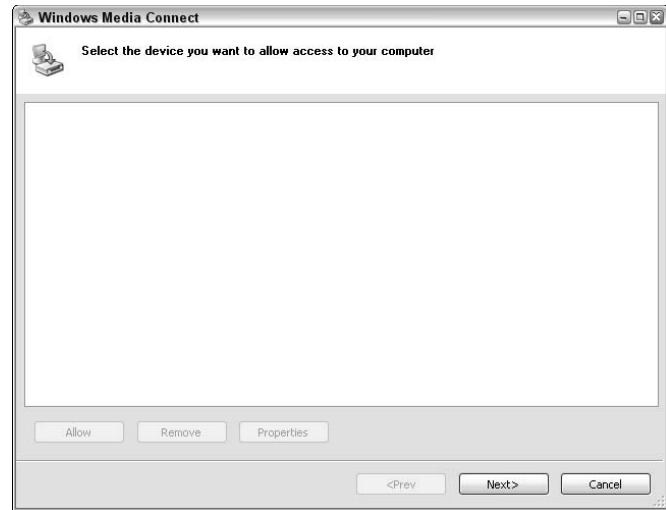 Windows Media Connect
Select the device you want to allow access to your computer
Allow Remove Properties
<Prev Next> Cancel